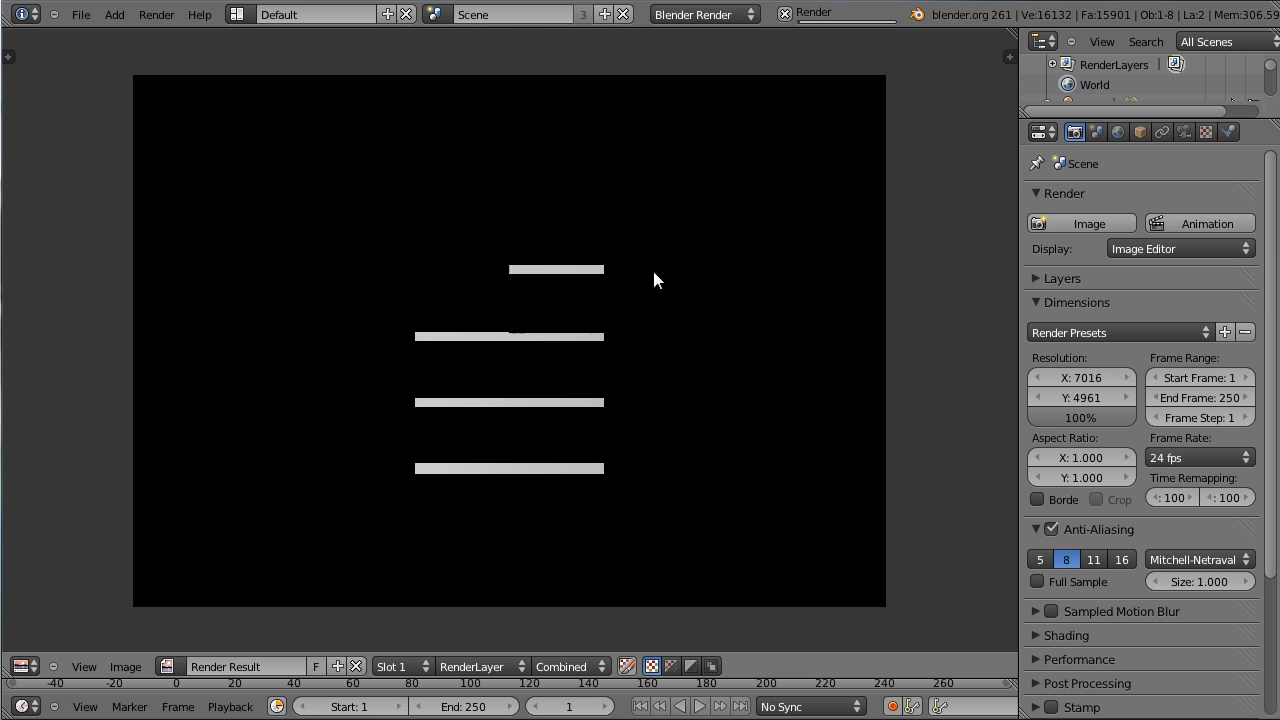 File Add Render Help Default Scene 3 Blender Render Render blender.org 261 | Ve:16132 | Fa:15901 | Ob:1-8 | La:2 | Mem:306.59
View Search All Scenes
RenderLayers
World
Scene
Render
Image Animation
Display: Image Editor
Layers
Dimensions
Render Presets
Resolution: Frame Range:
X: 7016 Start Frame: 1
Y: 4961 End Frame: 250
100% Frame Step: 1
Aspect Ratio: Frame Rate:
X: 1.000 24 fps
Y: 1.000 Time Remapping:
Borde Crop : 100 : 100
Anti-Aliasing
5 8 11 16 Mitchell-Netraval
Full Sample Size: 1.000
Sampled Motion Blur
Shading
Performance
Post Processing
Stamp
View Image Render Result F Slot 1 RenderLayer Combined
-40 -20 0 20 40 60 80 100 120 140 160 180 200 220 240 260
View Marker Frame Playback Start: 1 End: 250 1 No Sync